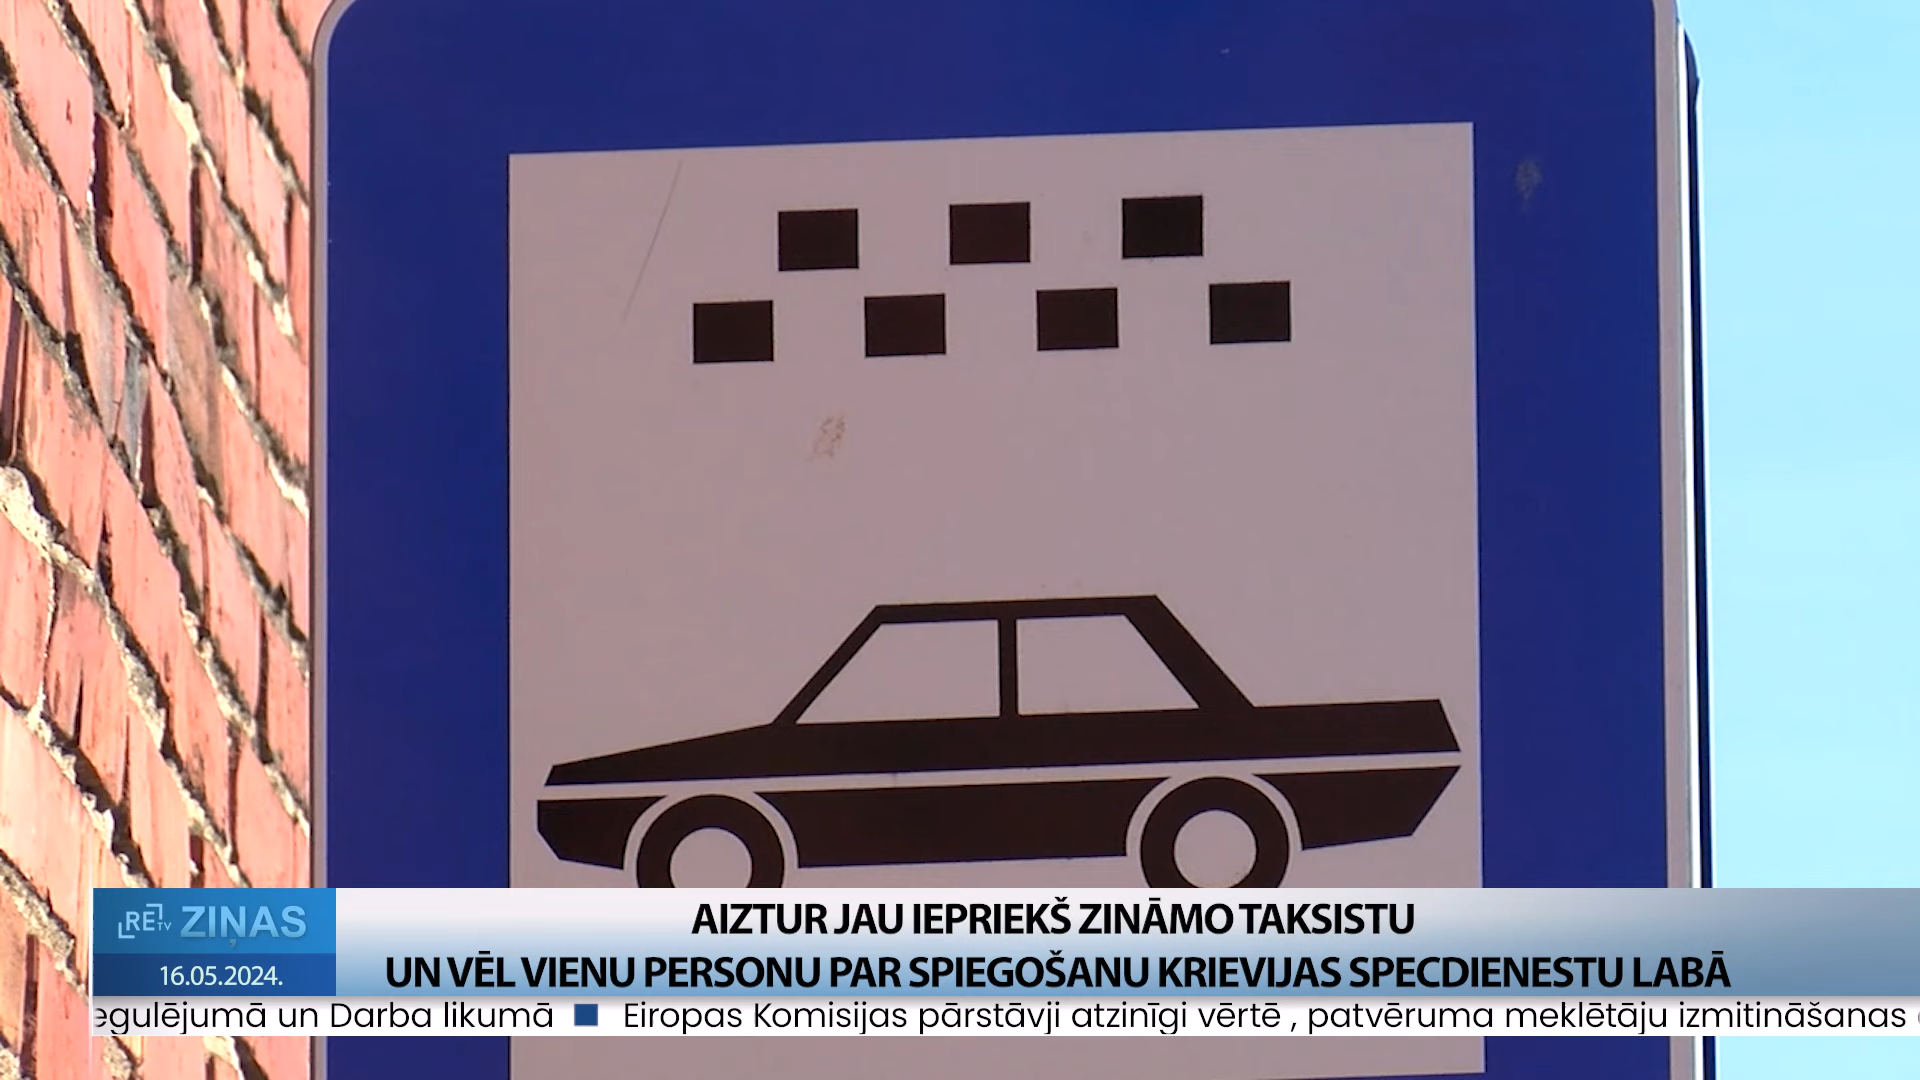 RE TV ZIŅAS
16.05.2024.
AIZTUR JAU IEPRIEKŠ ZINĀMO TAKSISTU
UN VĒL VIENU PERSONU PAR SPIEGOŠANU KRIEVIJAS SPECDIENESTU LABĀ
egulējumā un Darba likumā ■ Eiropas Komisijas pārstāvji atzinīgi vērtē , patvēruma meklētāju izmitināšanas